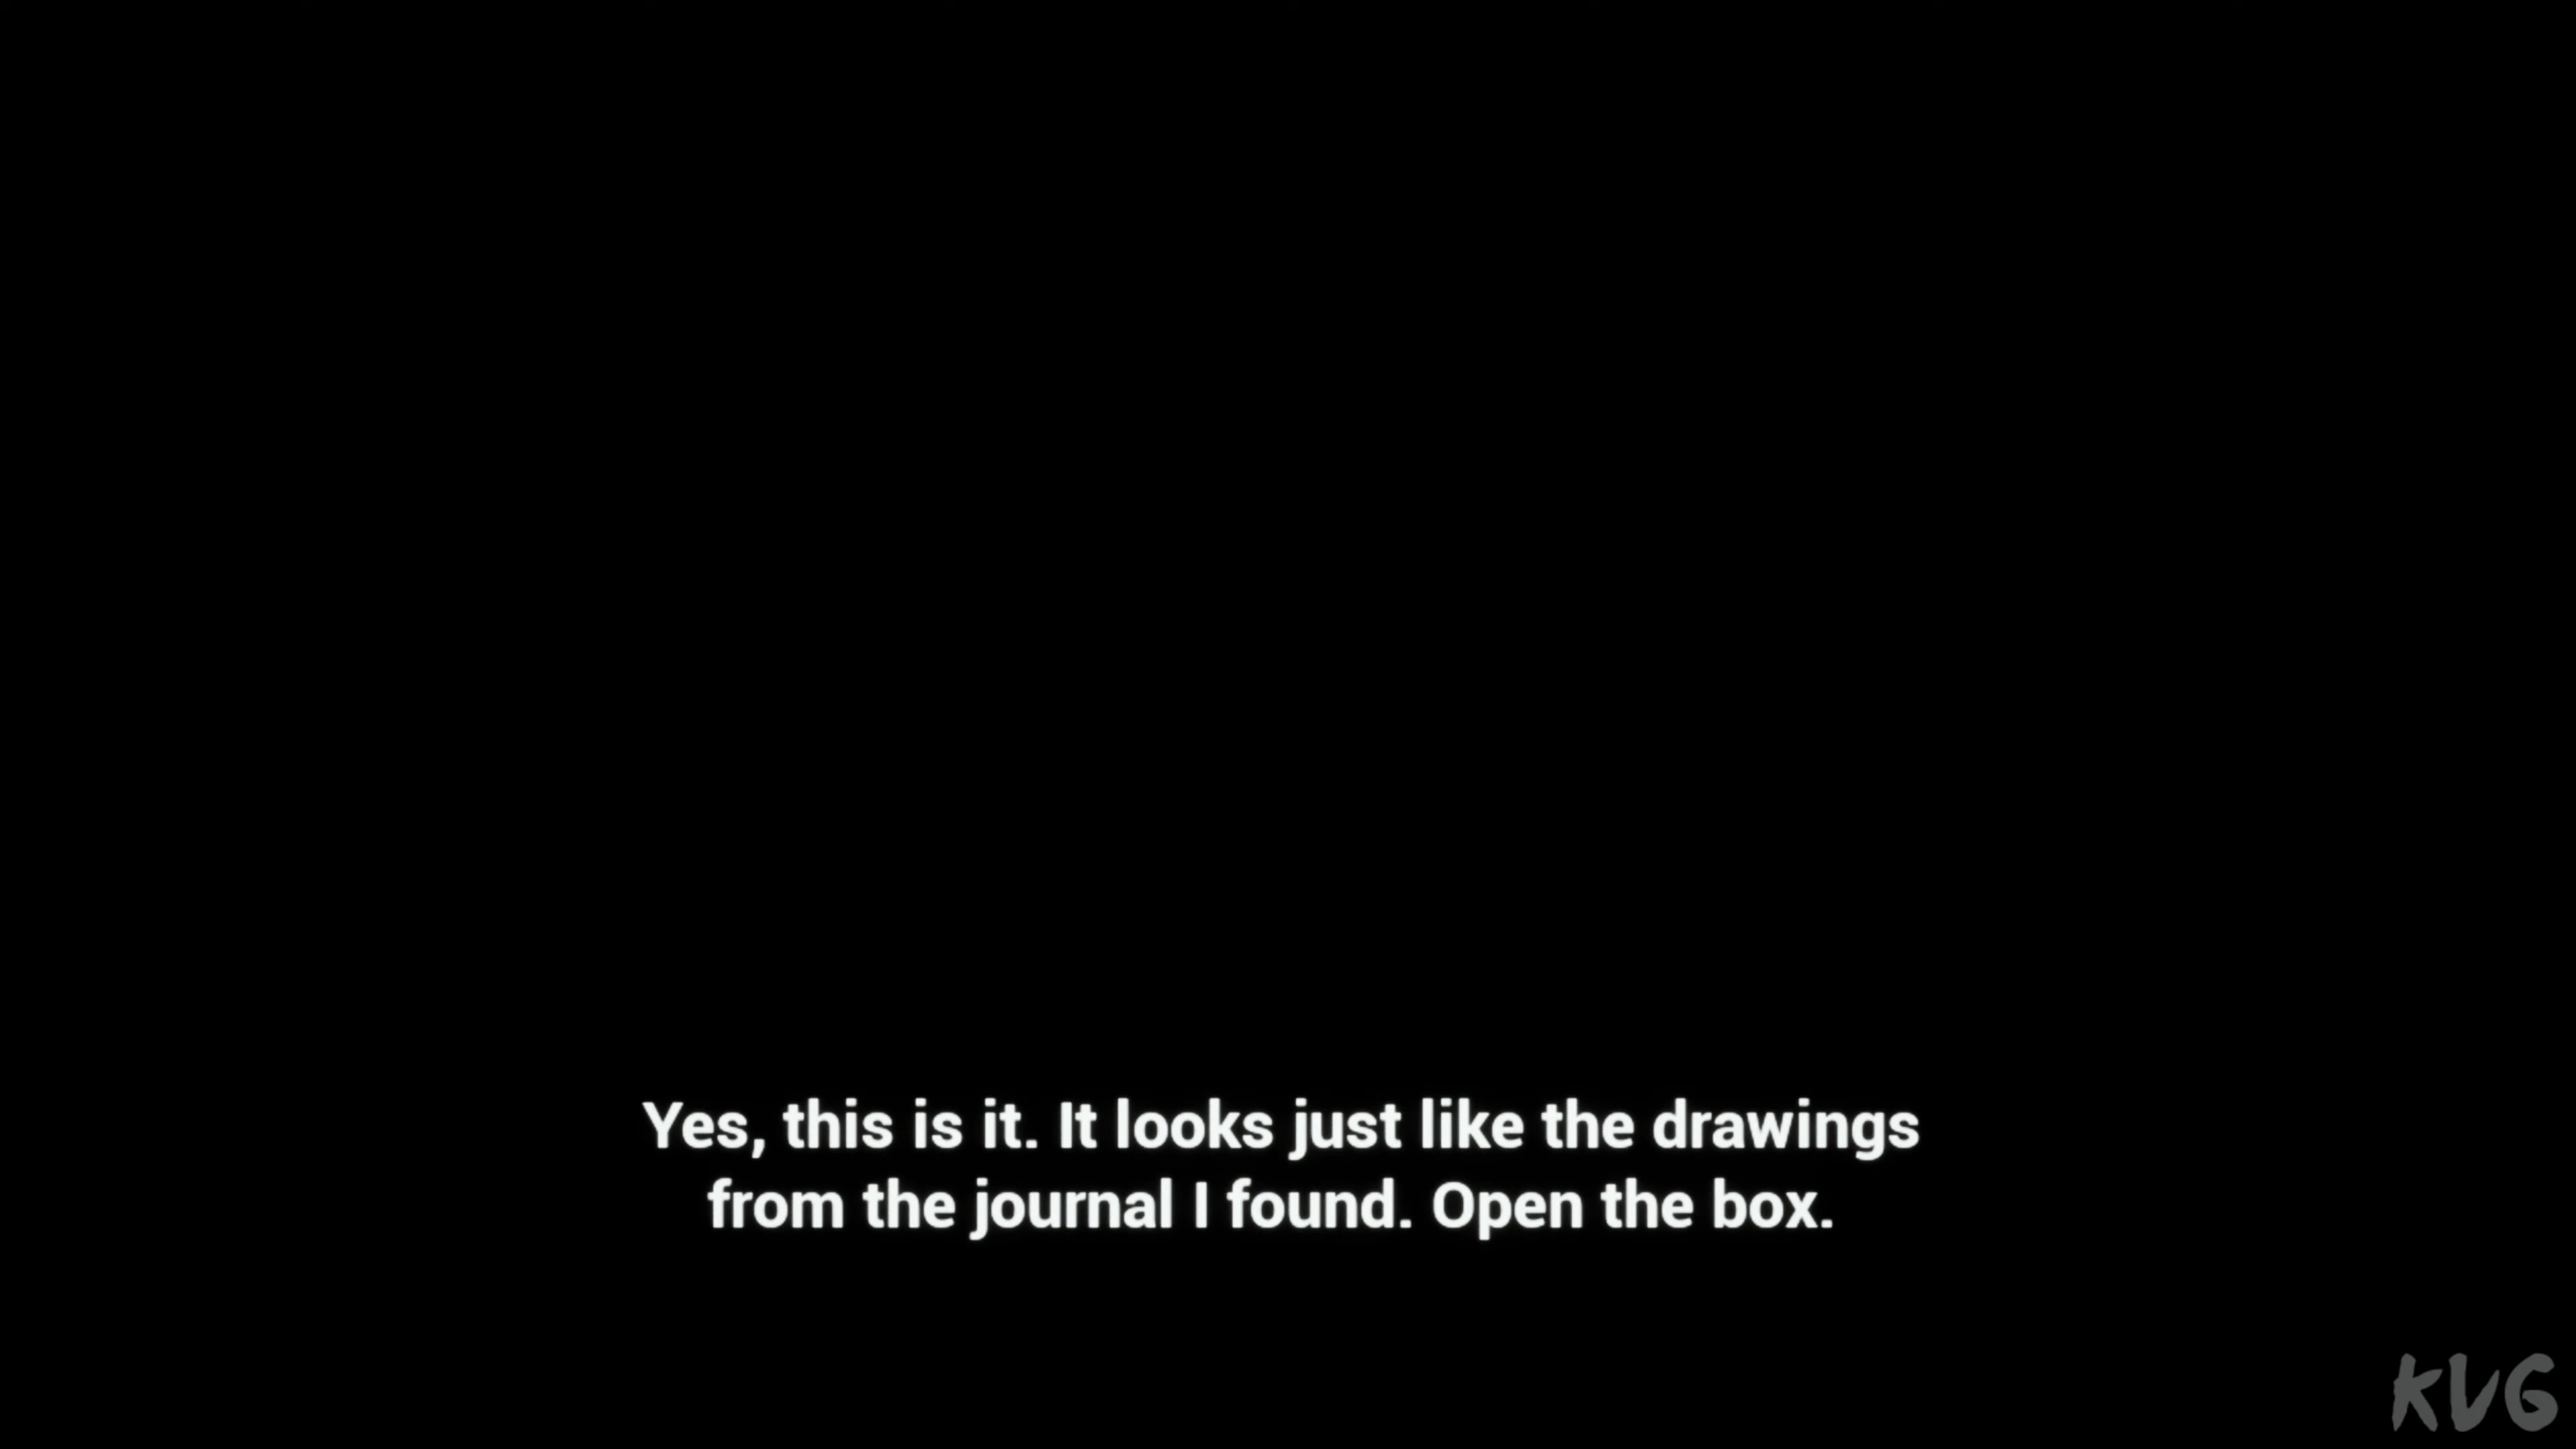 Yes, this is it. It looks just like the drawings
from the journal I found. Open the box.
KVG